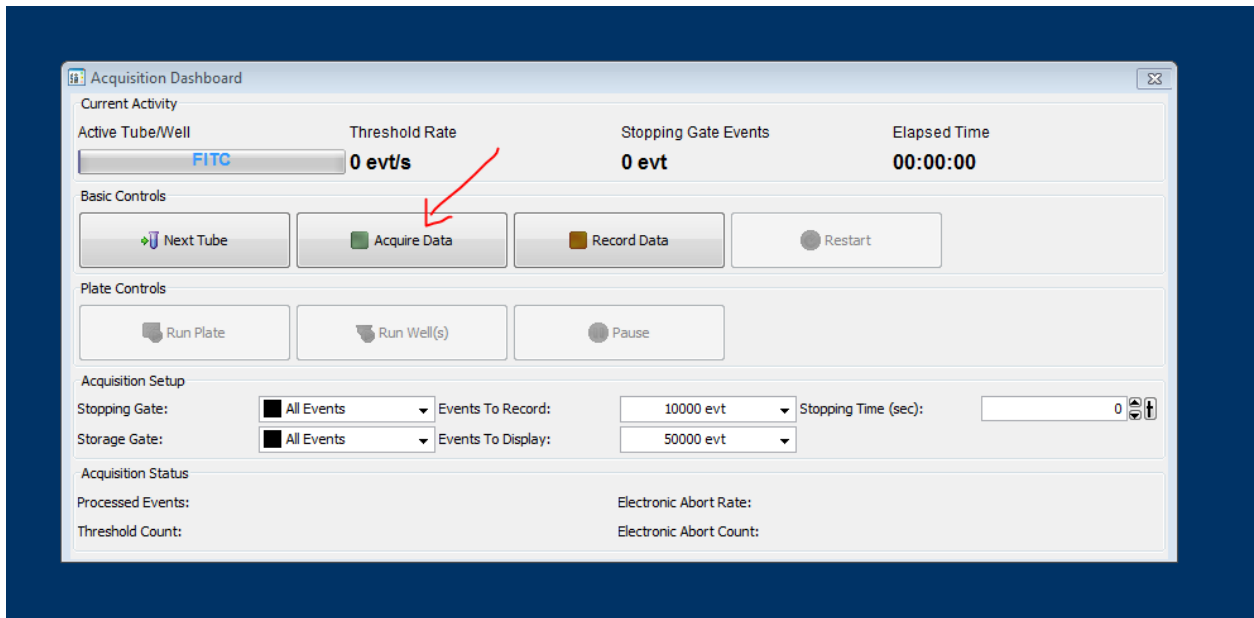 Acquisition Dashboard
Current Activity
Active Tube/Well Threshold Rate Stopping Gate Events Elapsed Time
FITC 0 evt/s 0 evt 00:00:00
Basic Controls
Next Tube Acquire Data Record Data Restart
Plate Controls
Run Plate Run Well(s) Pause
Acquisition Setup
Stopping Gate: All Events Events To Record: 10000 evt Stopping Time (sec): 0
Storage Gate: All Events Events To Display: 50000 evt
Acquisition Status
Processed Events: Electronic Abort Rate:
Threshold Count: Electronic Abort Count: